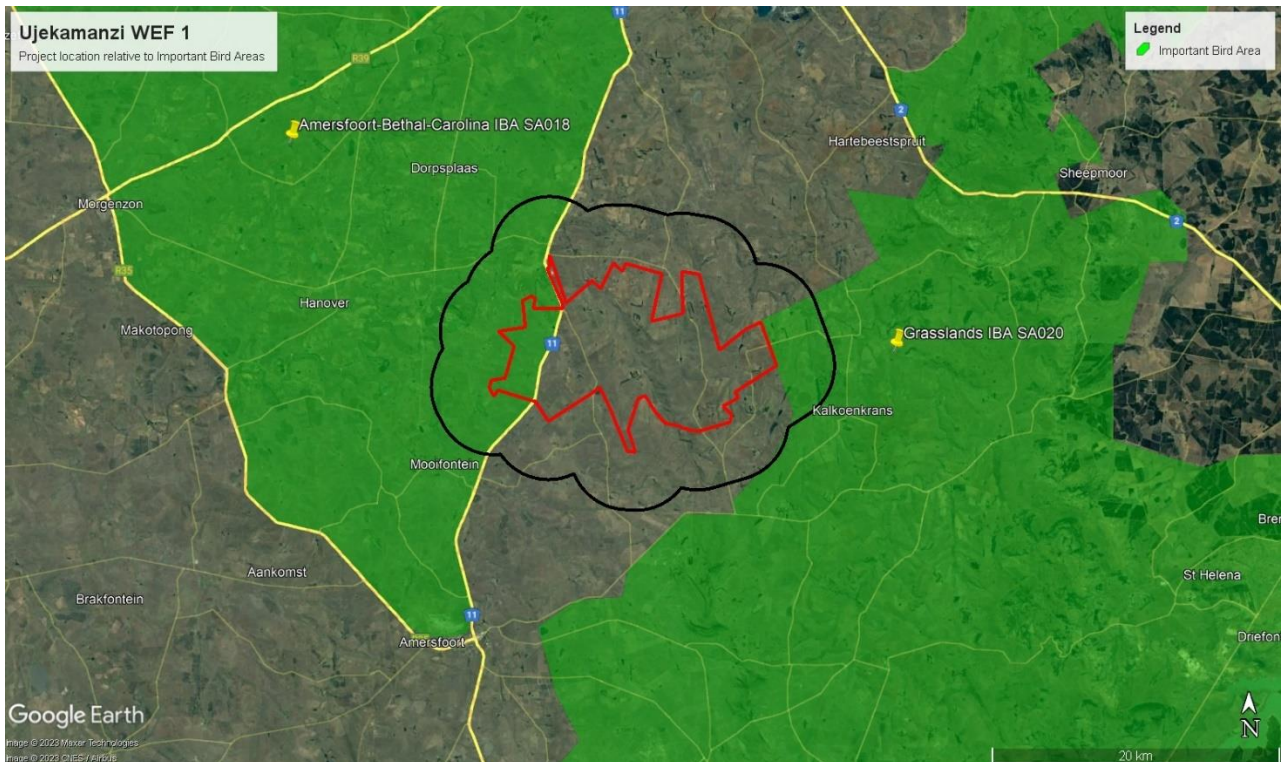 Ujekamanzi WEF 1
Project location relative to Important Bird Areas
Legend
Important Bird Area
11
R39
2
Amersfoort-Bethal-Carolina IBA SA018
Hartebeestspruit
Dorpsplaas
Sheepmoor
Morgenzon
2
R35
Hanover
Makotopong
11
Grasslands IBA SA020
Kalkoenkrans
Mooifontein
Aankomst
Brakfontein
11
Amersfoort
Bre
St Helena
Driefon
Google Earth
Image © 2023 Maxar Technologies
Image © 2023 CNES / Airbus
N
20 km